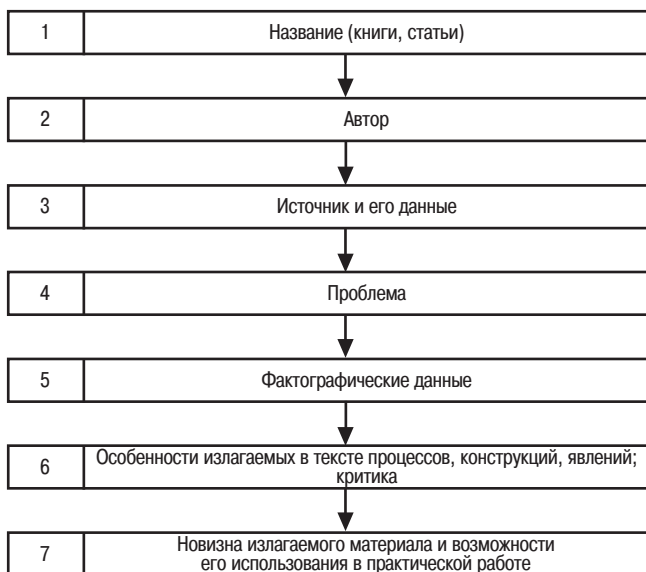 1 Название (книги, статьи)
2 Автор
3 Источник и его данные
4 Проблема
5 Фактографические данные
6 Особенности излагаемых в тексте процессов, конструкций, явлений;
критика
7 Новизна излагаемого материала и возможности
его использования в практической работе